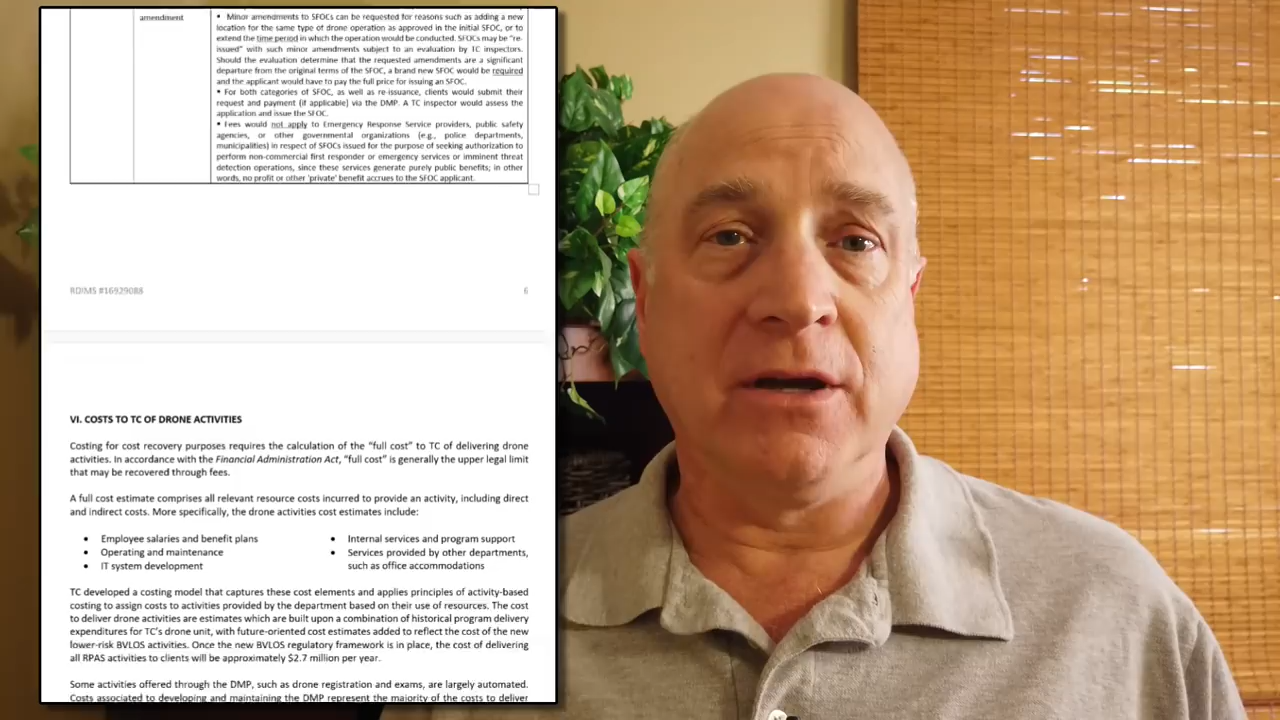 amendment
▪ Minor amendments to SFOCs can be requested for reasons such as adding a new
location for the same type of drone operation as approved in the initial SFOC, or to
extend the time period in which the operation would be conducted. SFOCs may be "re-
issued" with such minor amendments subject to an evaluation by TC inspectors.
Should the evaluation determine that the requested amendments are a significant
departure from the original terms of the SFOC, a brand new SFOC would be required
and the applicant would have to pay the full price for issuing an SFOC.
▪ For both categories of SFOC, as well as re-issuance, clients would submit their
request and payment (if applicable) via the DMP. A TC inspector would assess the
application and issue the SFOC.
▪ Fees would not apply to Emergency Response Service providers, public safety
agencies, or other governmental organizations (e.g., police departments,
municipalities) in respect of SFOCs issued for the purpose of seeking authorization to
perform non-commercial first responder or emergency services or imminent threat
detection operations, since these services generate purely public benefits; in other
words, no profit or other 'private' benefit accrues to the SFOC applicant.
RDIMS #16929088
6
VI. COSTS TO TC OF DRONE ACTIVITIES
Costing for cost recovery purposes requires the calculation of the "full cost" to TC of delivering drone
activities. In accordance with the Financial Administration Act, "full cost" is generally the upper legal limit
that may be recovered through fees.
A full cost estimate comprises all relevant resource costs incurred to provide an activity, including direct
and indirect costs. More specifically, the drone activities cost estimates include:
• Employee salaries and benefit plans
• Operating and maintenance
• IT system development
• Internal services and program support
• Services provided by other departments,
such as office accommodations
TC developed a costing model that captures these cost elements and applies principles of activity-based
costing to assign costs to activities provided by the department based on their use of resources. The cost
to deliver drone activities are estimates which are built upon a combination of historical program delivery
expenditures for TC's drone unit, with future-oriented cost estimates added to reflect the cost of the new
lower-risk BVLOS activities. Once the new BVLOS regulatory framework is in place, the cost of delivering
all RPAS activities to clients will be approximately $2.7 million per year.
Some activities offered through the DMP, such as drone registration and exams, are largely automated.
Costs associated to developing and maintaining the DMP represent the majority of the costs to deliver